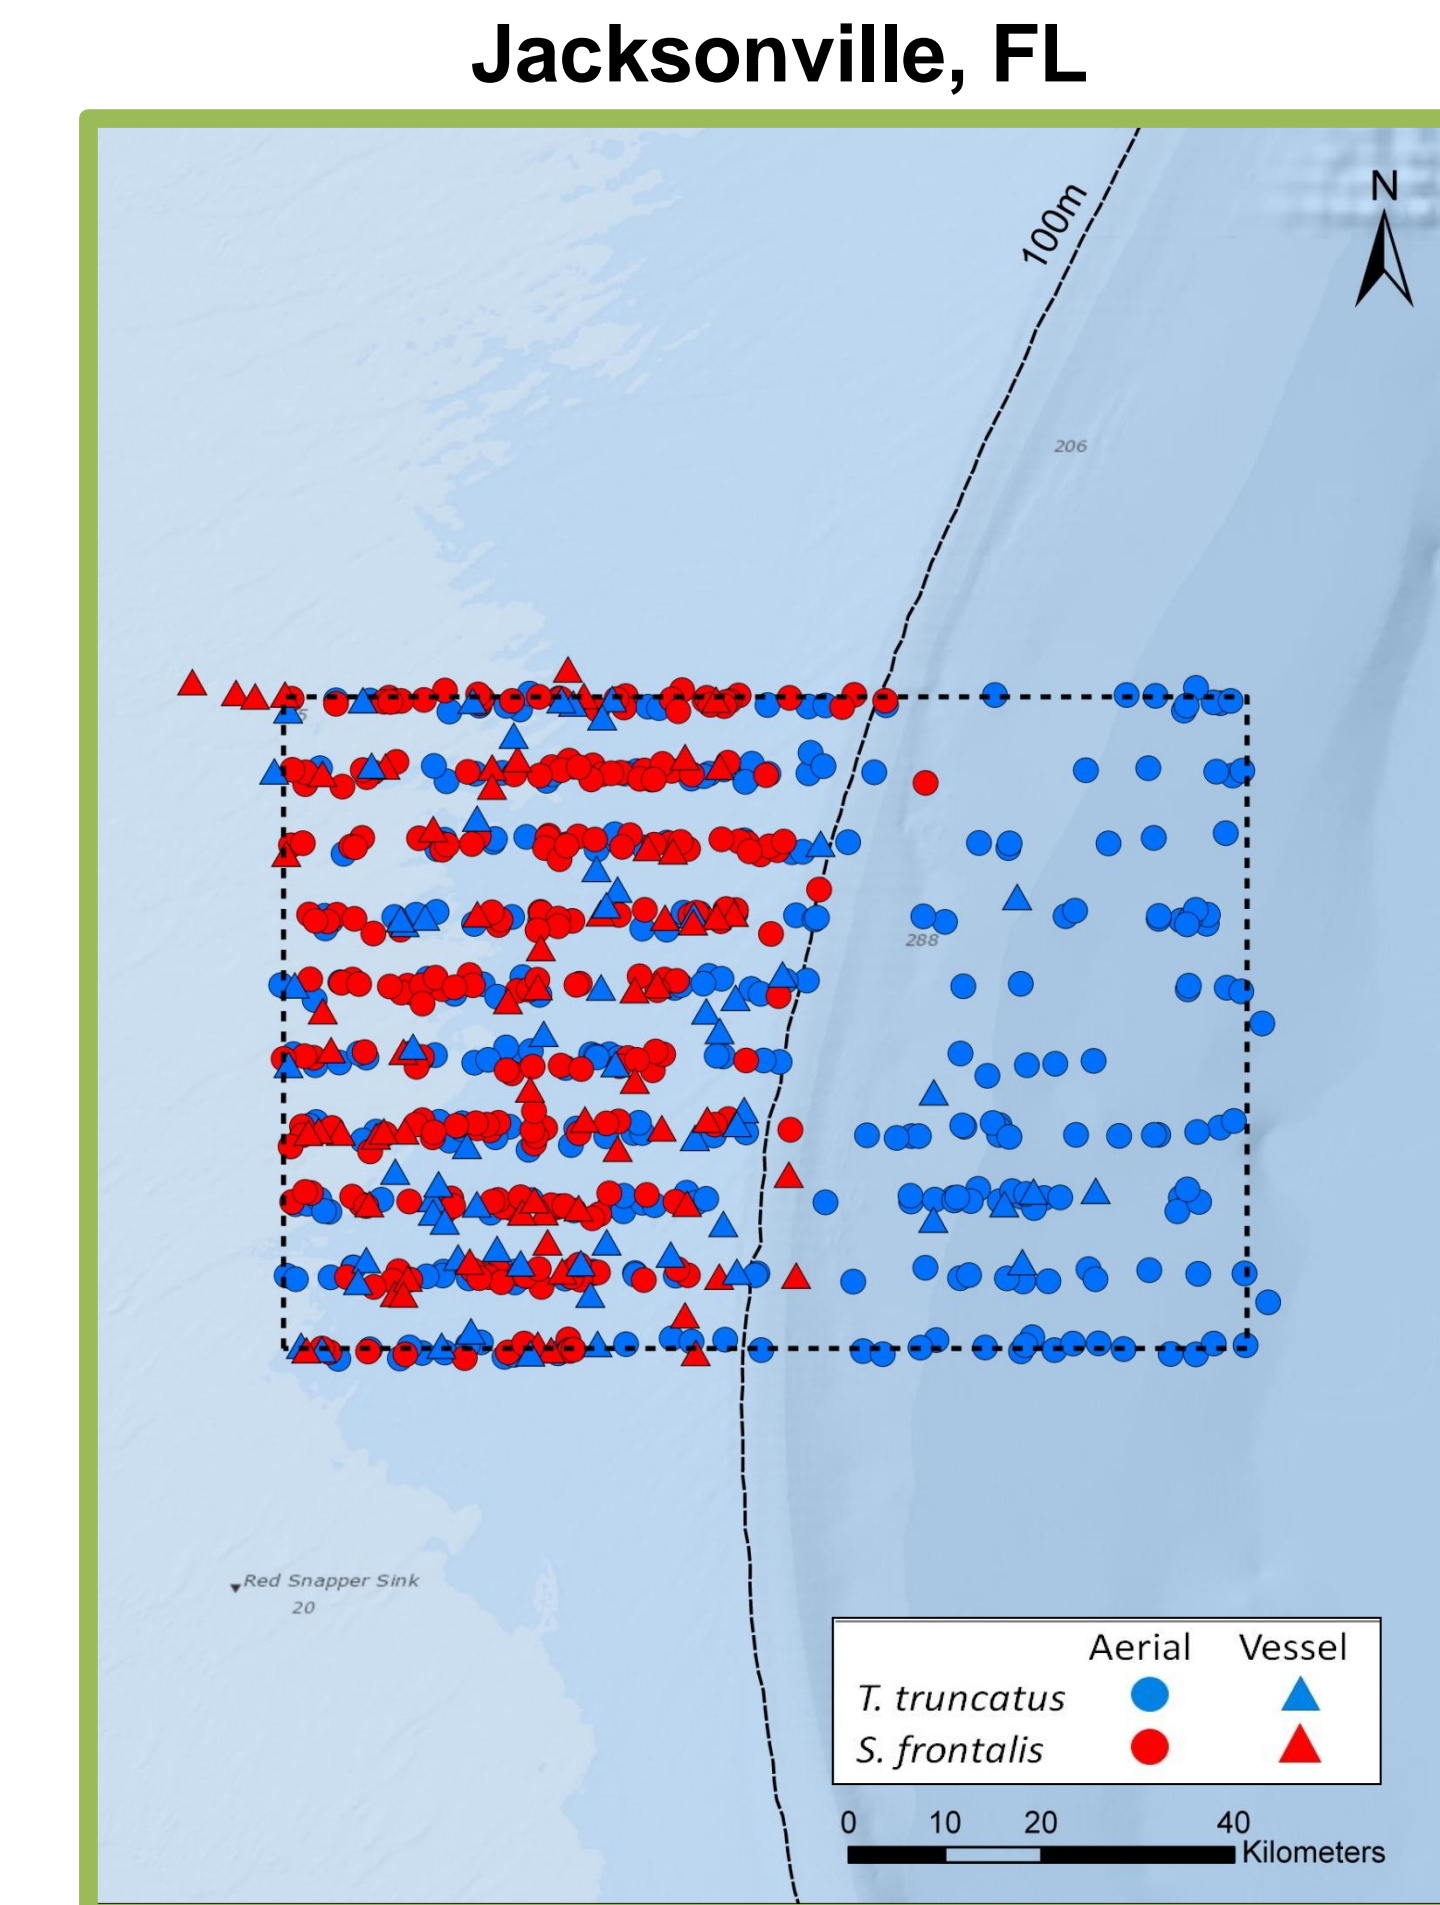 Jacksonville, FL
N
100m
206
288
Red Snapper Sink
20
Aerial Vessel
T. truncatus
S. frontalis
0 10 20 40
Kilometers